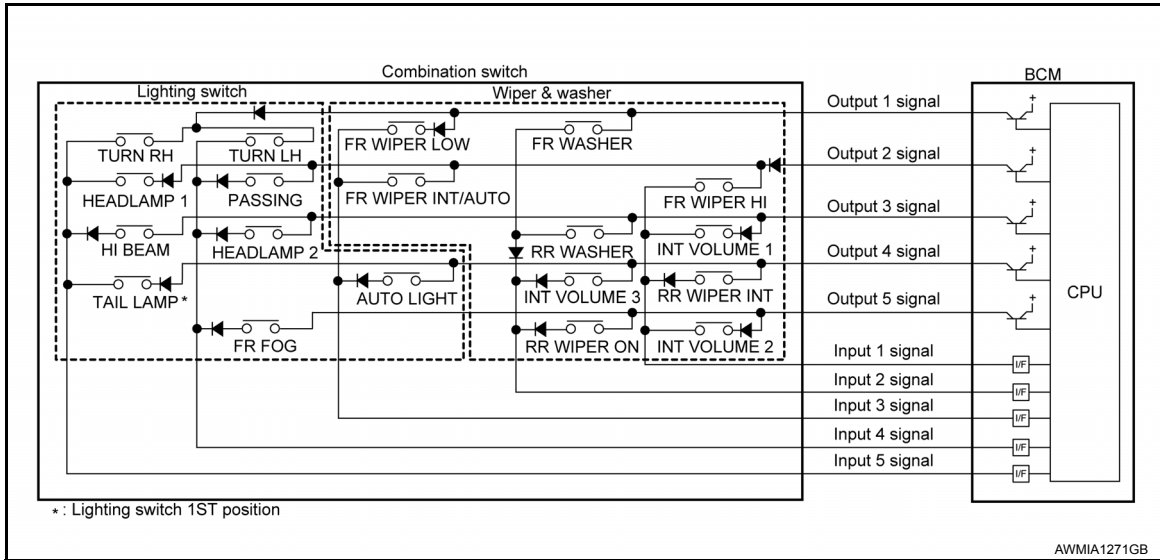 Combination switch
BCM
Lighting switch
Wiper & washer
Output 1 signal
+
TURN RH
TURN LH
FR WIPER LOW
FR WASHER
Output 2 signal
+
HEADLAMP 1
PASSING
FR WIPER INT/AUTO
FR WIPER HI
Output 3 signal
+
HI BEAM
HEADLAMP 2
RR WASHER
INT VOLUME 1
Output 4 signal
+
TAIL LAMP *
AUTO LIGHT
INT VOLUME 3
RR WIPER INT
CPU
Output 5 signal
+
FR FOG
RR WIPER ON
INT VOLUME 2
Input 1 signal
I/F
Input 2 signal
I/F
Input 3 signal
I/F
Input 4 signal
I/F
Input 5 signal
I/F
* : Lighting switch 1ST position
AWMIA1271GB